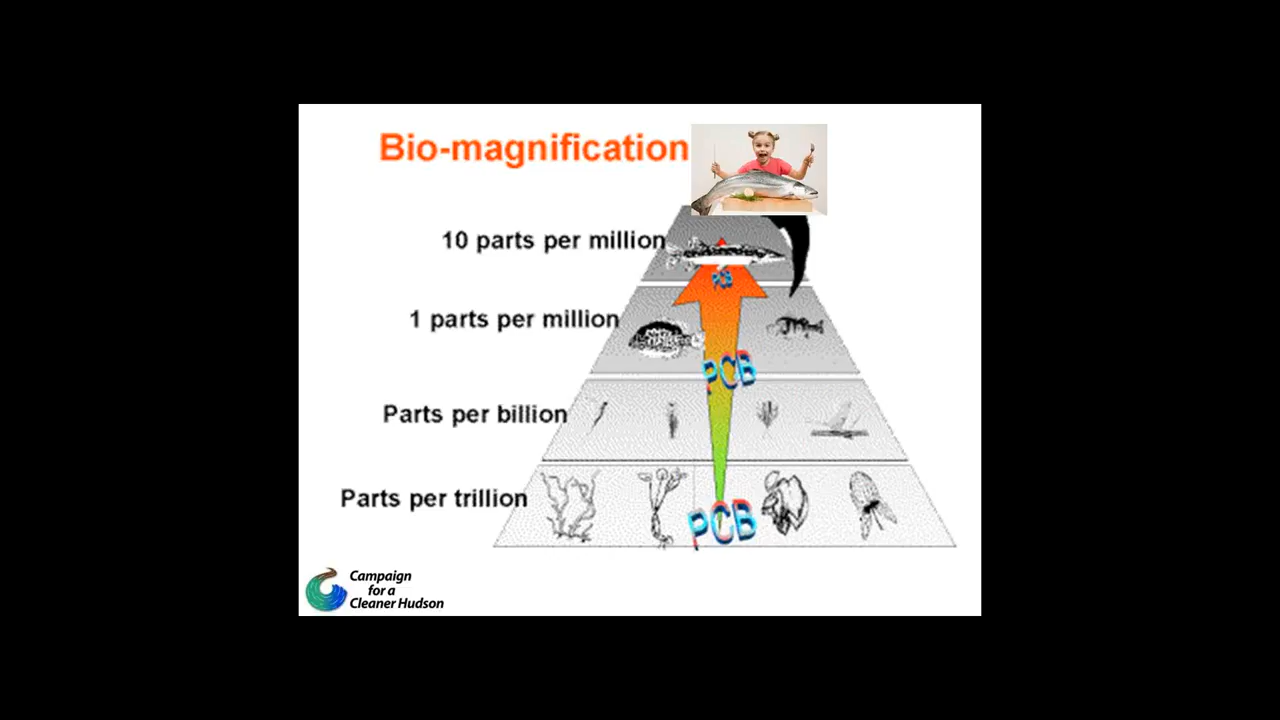 Bio-magnification
10 parts per million
PCB
1 parts per million
PCB
Parts per billion
Parts per trillion
PCB
Campaign
for a
Cleaner Hudson